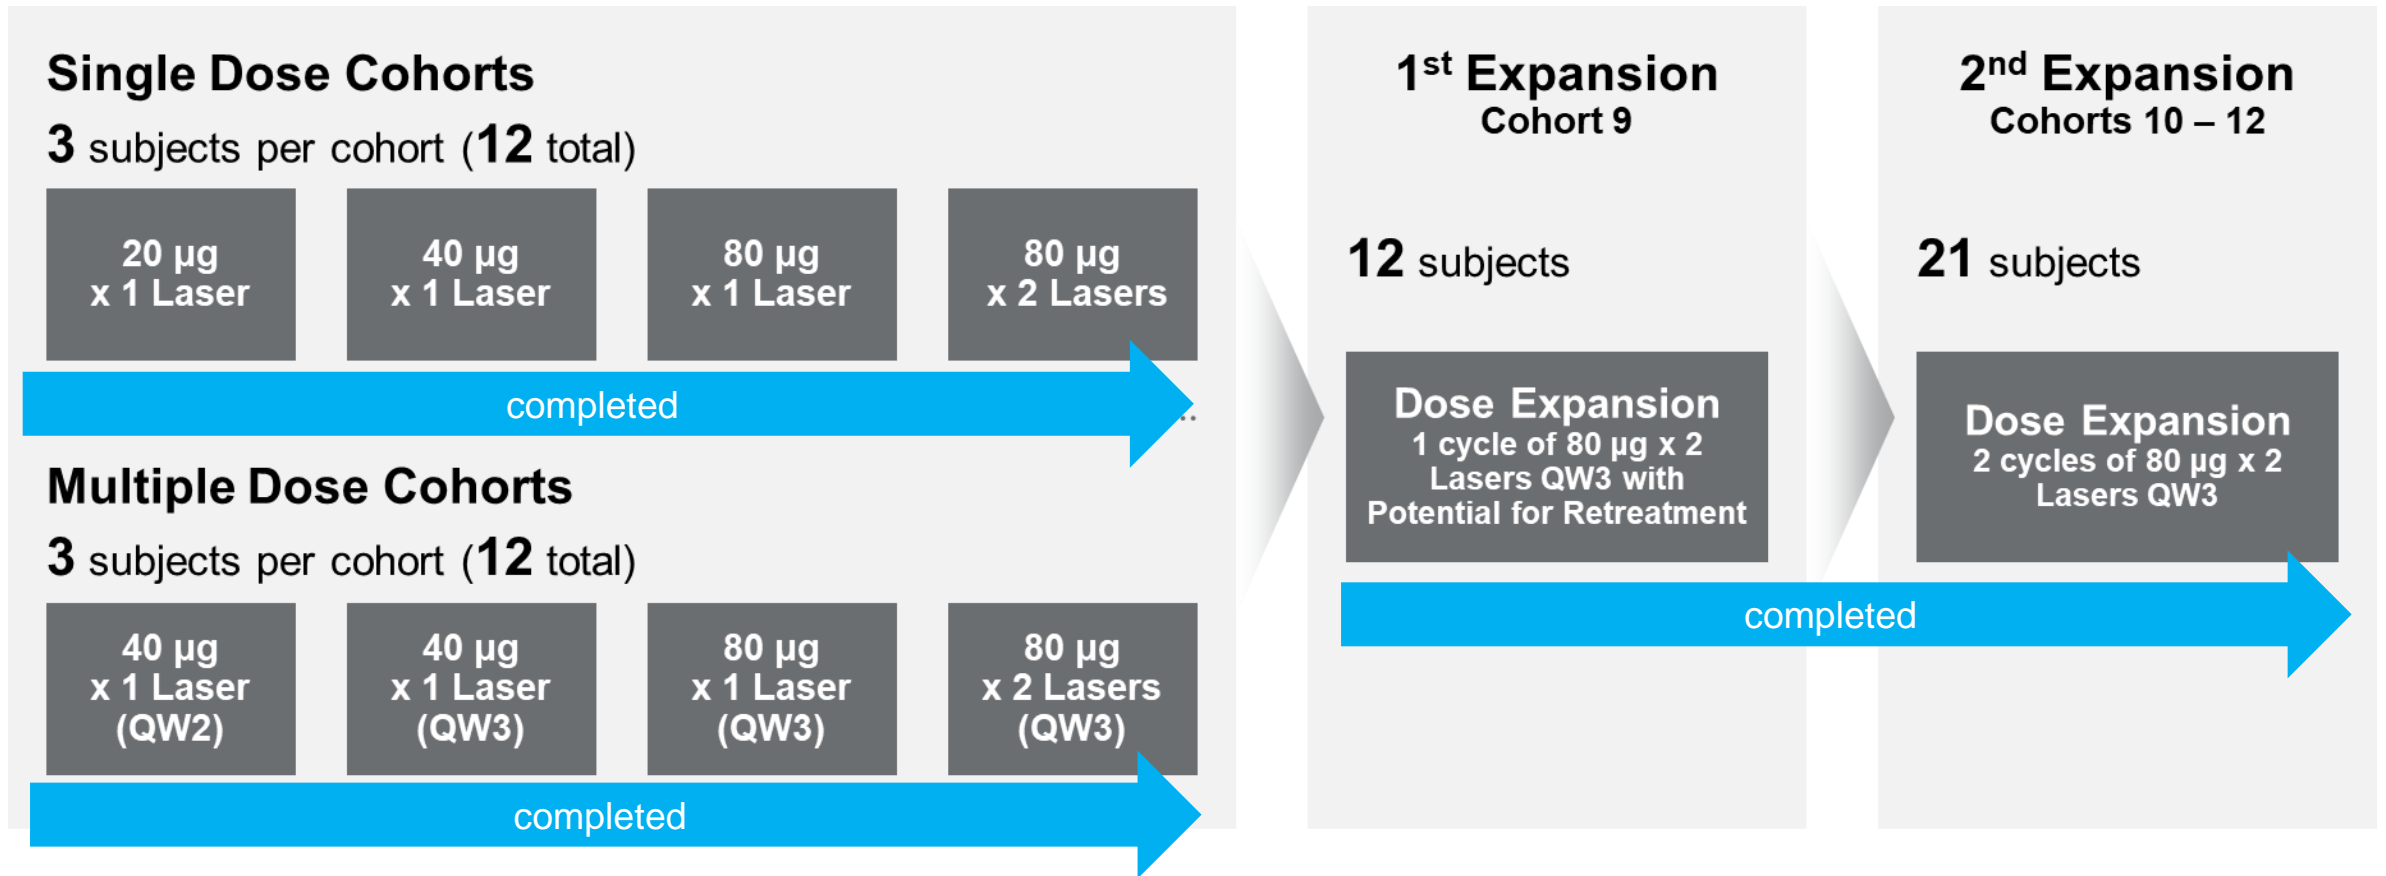 Single Dose Cohorts
3 subjects per cohort (12 total)
20 µg
x 1 Laser
40 µg
x 1 Laser
80 µg
x 1 Laser
80 µg
x 2 Lasers
completed
..
Multiple Dose Cohorts
3 subjects per cohort (12 total)
40 µg
x 1 Laser
(QW2)
40 µg
x 1 Laser
(QW3)
80 µg
x 1 Laser
(QW3)
80 µg
x 2 Lasers
(QW3)
completed
1st Expansion
Cohort 9
12 subjects
Dose Expansion
1 cycle of 80 µg x 2
Lasers QW3 with
Potential for Retreatment
2nd Expansion
Cohorts 10 – 12
21 subjects
Dose Expansion
2 cycles of 80 µg x 2
Lasers QW3
completed